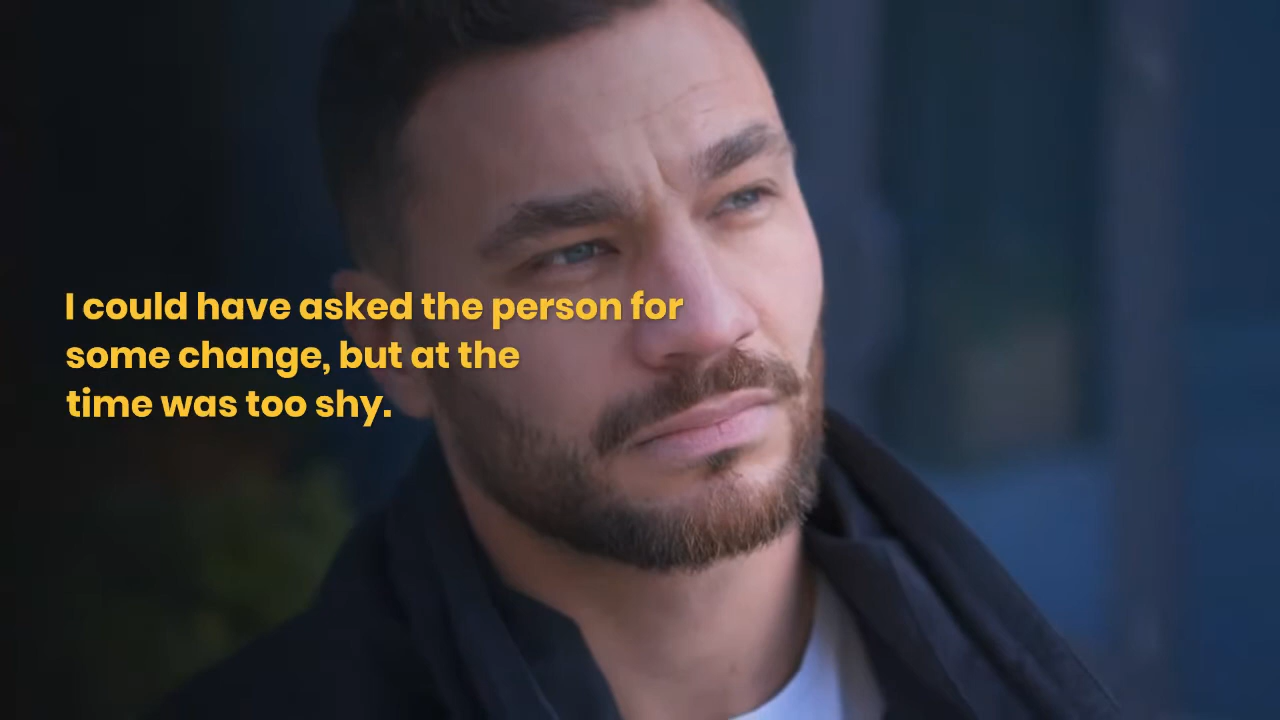 I could have asked the person for
some change, but at the
time was too shy.